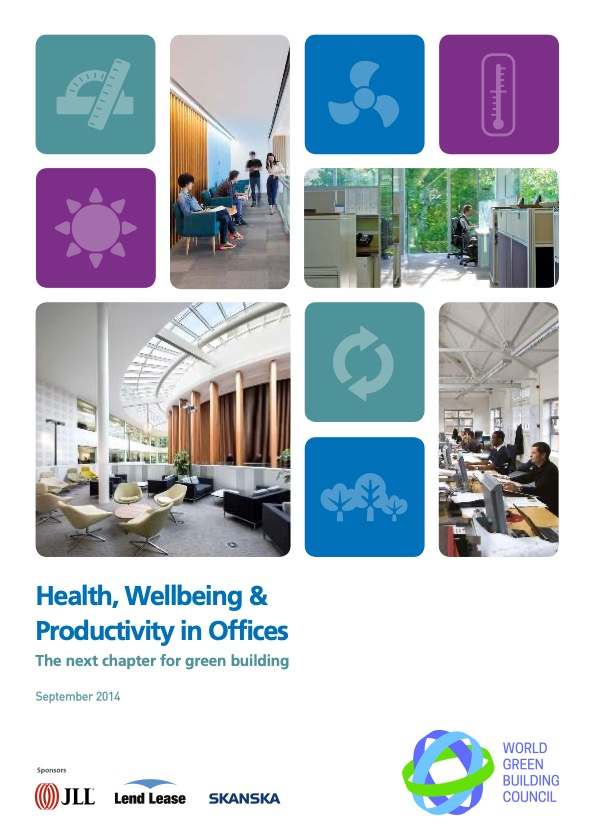 Health, Wellbeing &
Productivity in Offices
The next chapter for green building
September 2014
Sponsors
JLL
Lend Lease
SKANSKA
WORLD
GREEN
BUILDING
COUNCIL